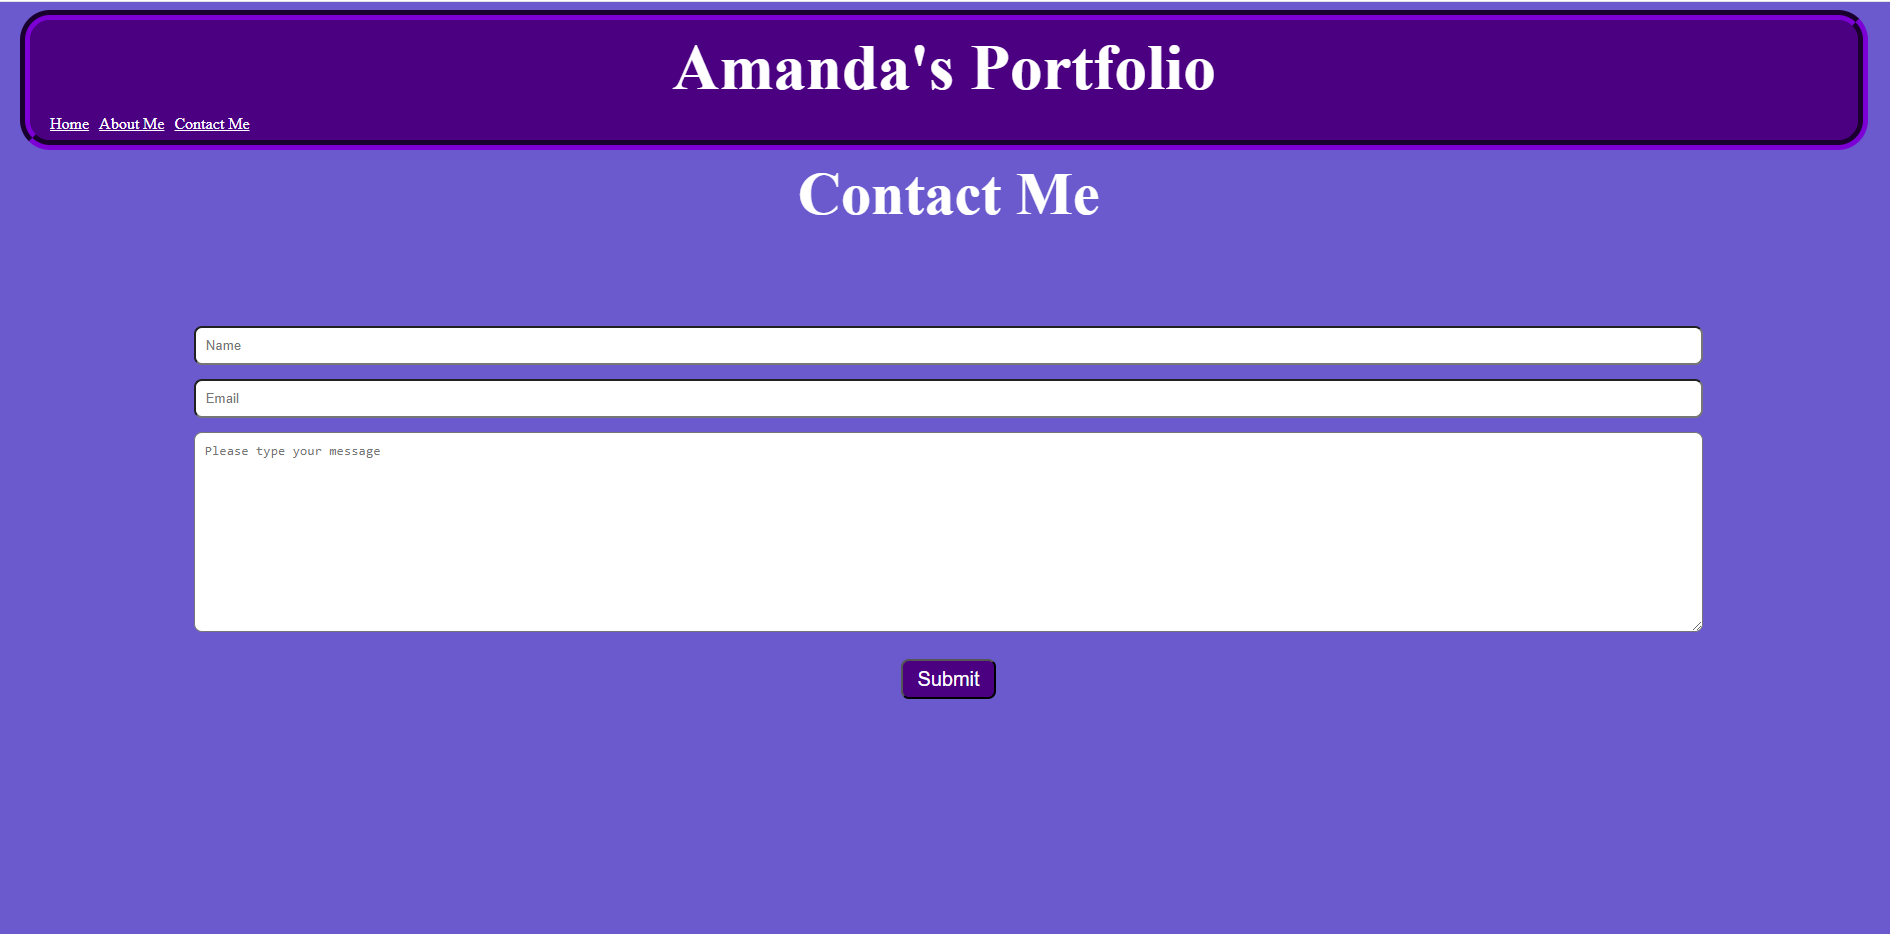 Amanda's Portfolio
Home About Me Contact Me
Contact Me
Name
Email
Please type your message
Submit